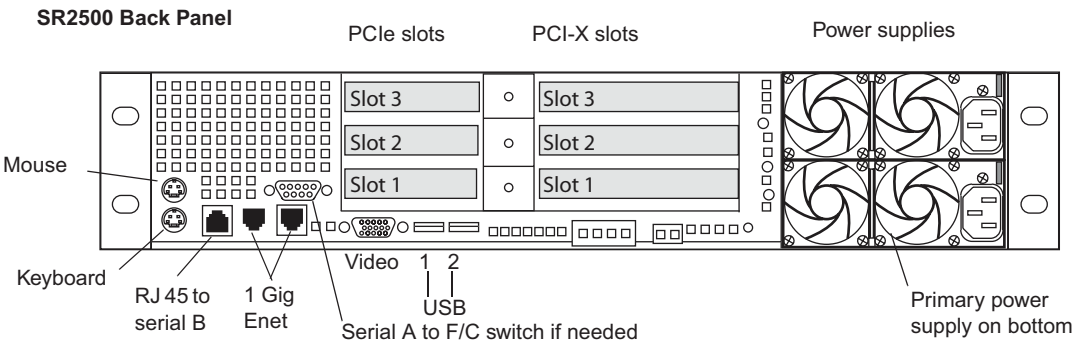 SR2500 Back Panel
PCIe slots
PCI-X slots
Power supplies
Slot 3
Slot 3
Slot 2
Slot 2
Slot 1
Slot 1
Mouse
Keyboard
RJ 45 to
serial B
1 Gig
Enet
Video
1 2
USB
Serial A to F/C switch if needed
Primary power
supply on bottom